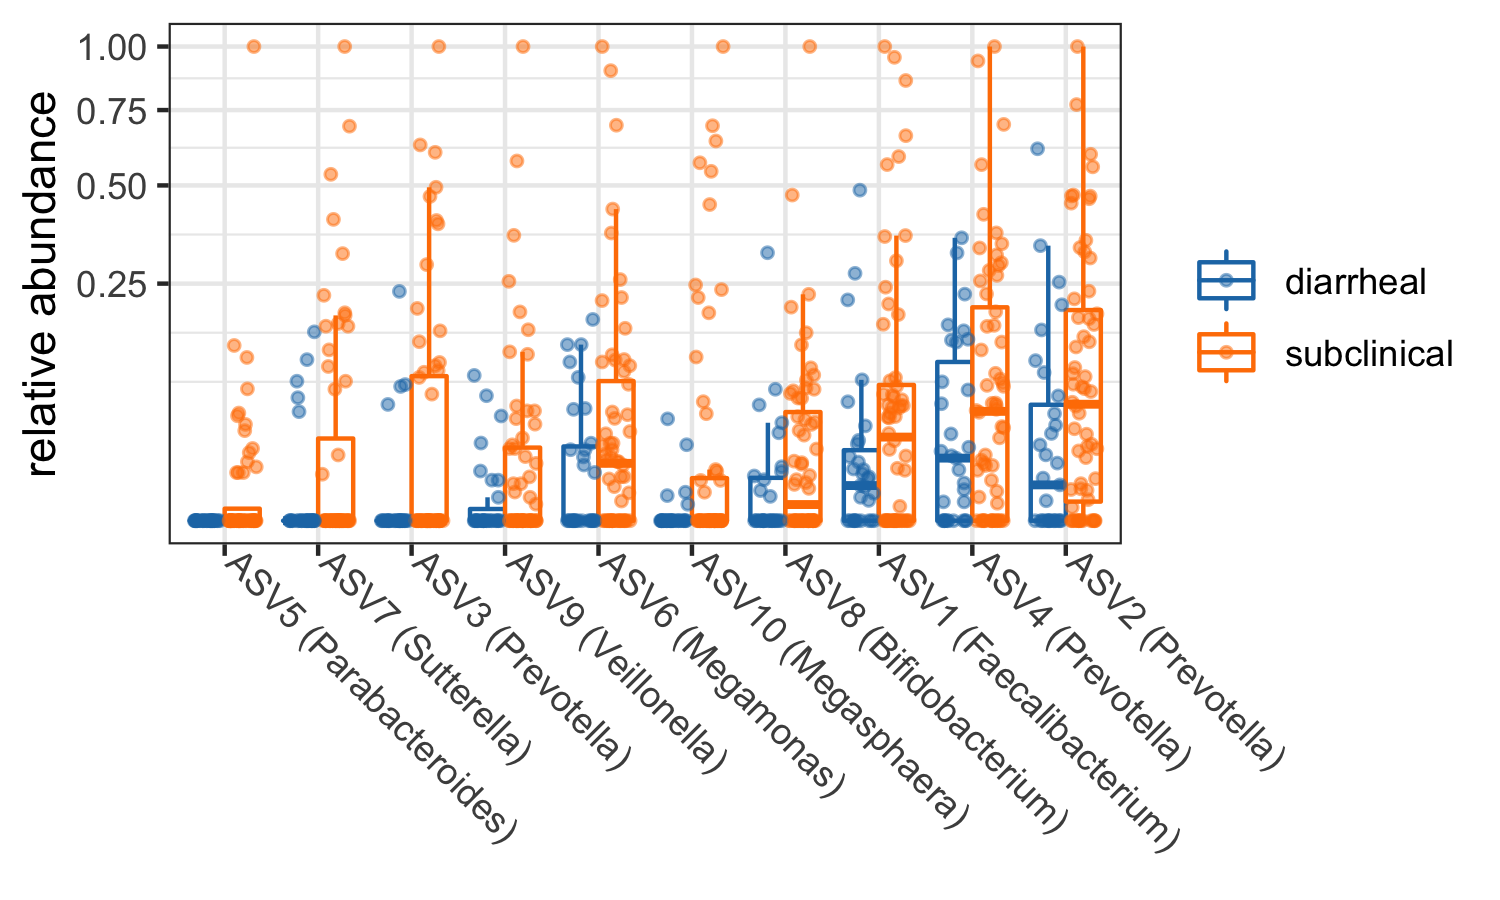 relative abundance
1.00
0.75
0.50
0.25
ASV5 (Parabacteroides)
ASV7 (Sutterella)
ASV3 (Prevotella)
ASV9 (Veillonella)
ASV6 (Megamonas)
ASV10 (Megasphaera)
ASV8 (Bifidobacterium)
ASV1 (Faecalibacterium)
ASV4 (Prevotella)
ASV2 (Prevotella)
diarrheal
subclinical